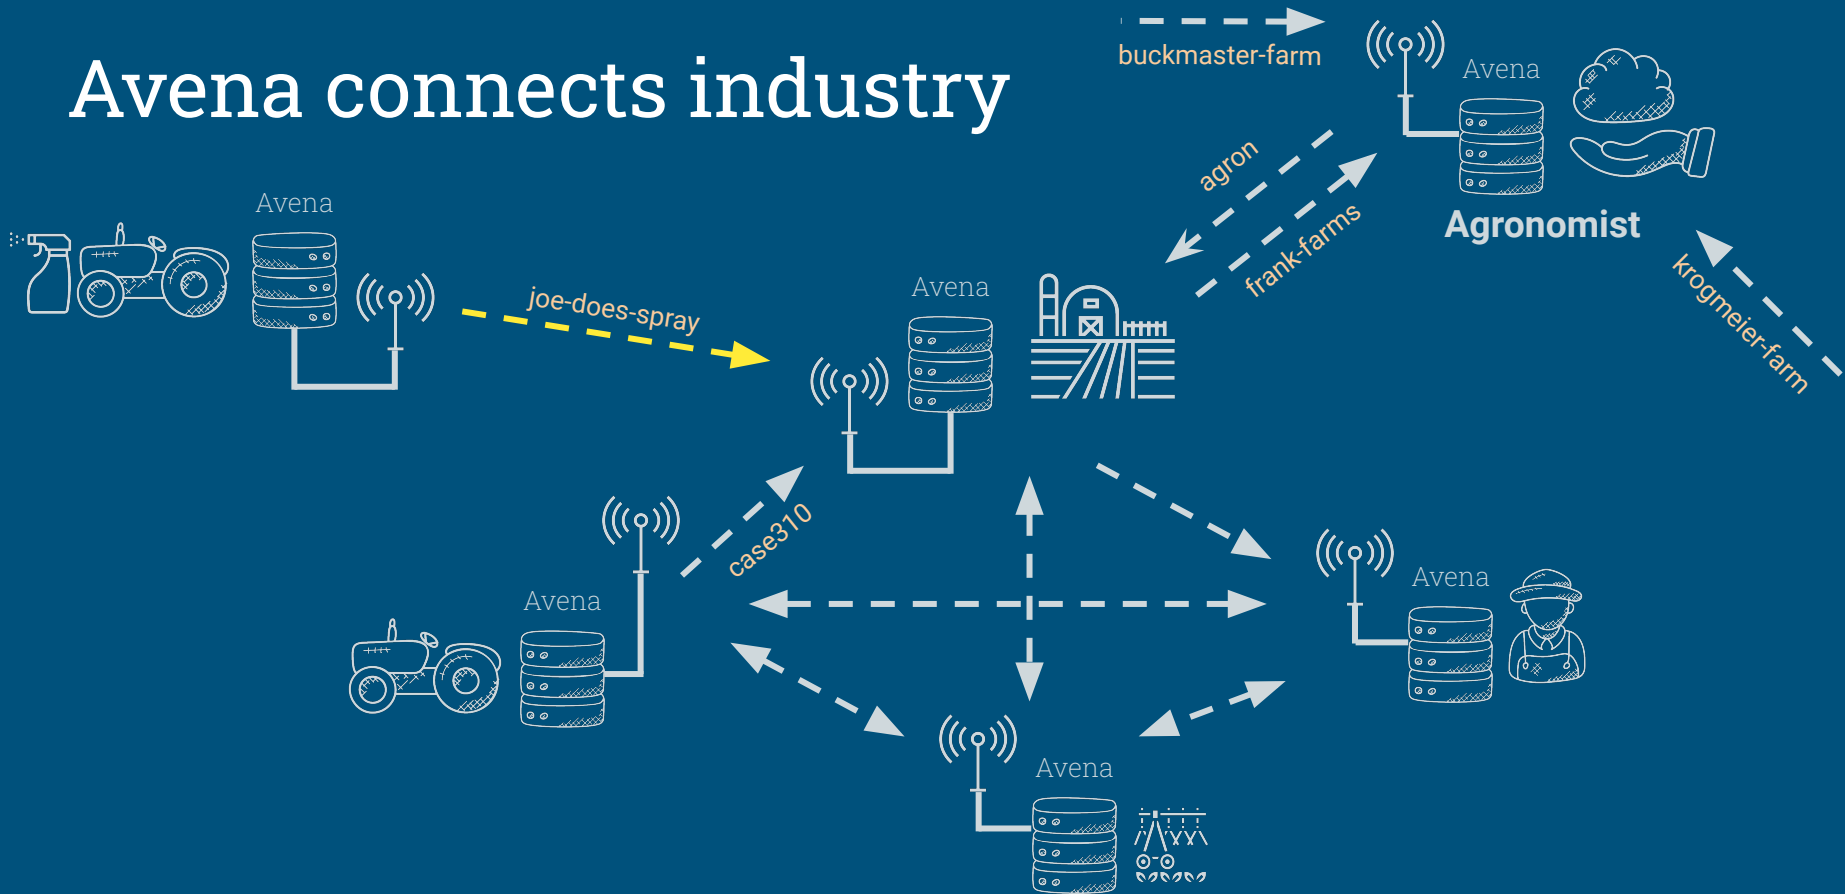 Avena connects industry
buckmaster-farm
Avena
agron
frank-farms
Agronomist
krogmeier-farm
Avena
joe-does-spray
Avena
case310
Avena
Avena
Avena